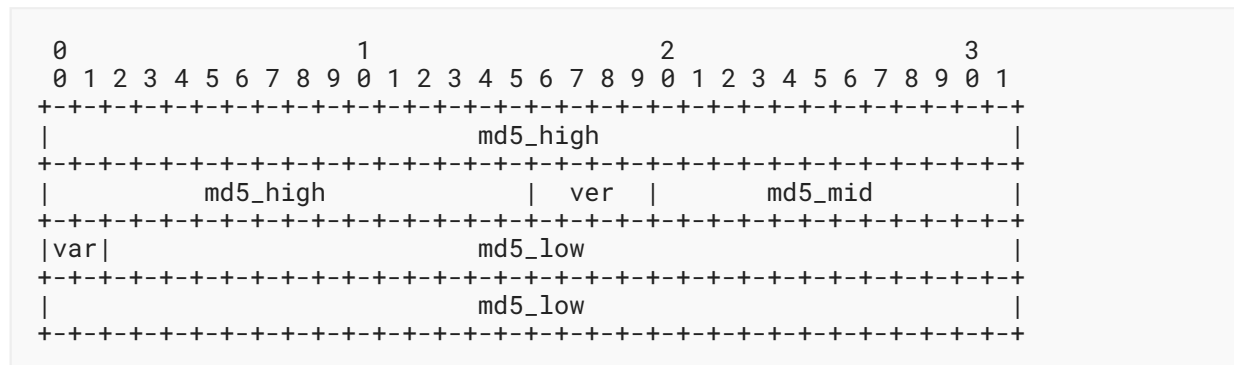 0                   1                   2                   3
 0 1 2 3 4 5 6 7 8 9 0 1 2 3 4 5 6 7 8 9 0 1 2 3 4 5 6 7 8 9 0 1
+-+-+-+-+-+-+-+-+-+-+-+-+-+-+-+-+-+-+-+-+-+-+-+-+-+-+-+-+-+-+-+-+
|                            md5_high                           |
+-+-+-+-+-+-+-+-+-+-+-+-+-+-+-+-+-+-+-+-+-+-+-+-+-+-+-+-+-+-+-+-+
|          md5_high             |  ver  |       md5_mid         |
+-+-+-+-+-+-+-+-+-+-+-+-+-+-+-+-+-+-+-+-+-+-+-+-+-+-+-+-+-+-+-+-+
|var|                        md5_low                            |
+-+-+-+-+-+-+-+-+-+-+-+-+-+-+-+-+-+-+-+-+-+-+-+-+-+-+-+-+-+-+-+-+
|                            md5_low                            |
+-+-+-+-+-+-+-+-+-+-+-+-+-+-+-+-+-+-+-+-+-+-+-+-+-+-+-+-+-+-+-+-+